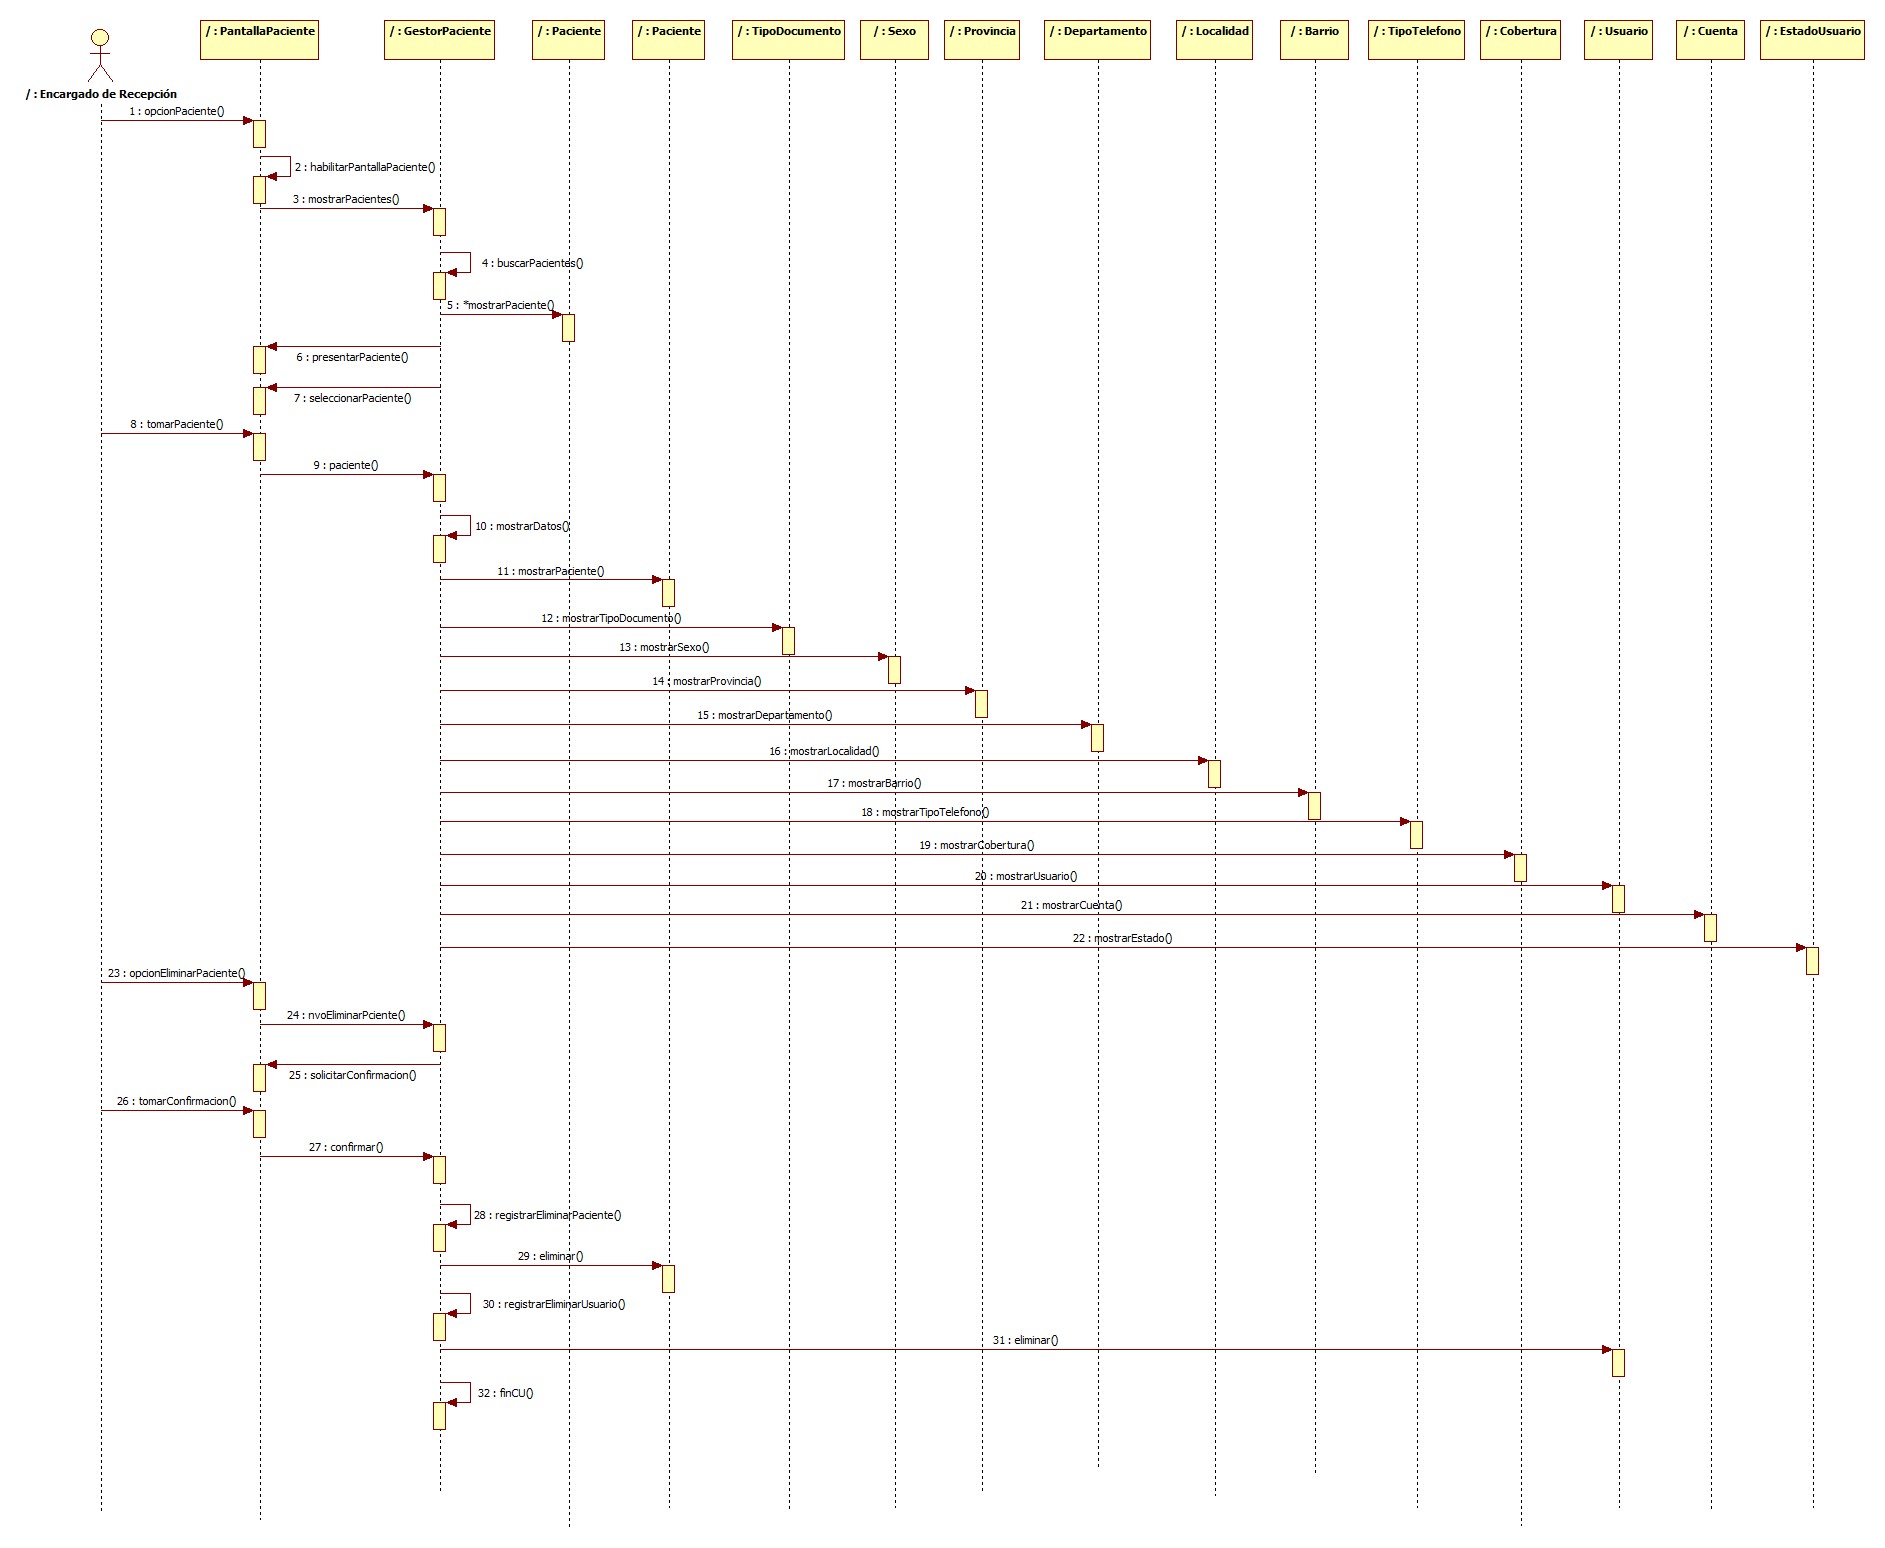 / : PantallaPaciente
/ : GestorPaciente
/ : Paciente
/ : Paciente
/ : TipoDocumento
/ : Sexo
/ : Provincia
/ : Departamento
/ : Localidad
/ : Barrio
/ : TipoTelefono
/ : Cobertura
/ : Usuario
/ : Cuenta
/ : EstadoUsuario
/ : Encargado de Recepción
1 : opcionPaciente()
2 : habilitarPantallaPaciente()
3 : mostrarPacientes()
4 : buscarPacientes()
5 : *mostrarPaciente()
6 : presentarPaciente()
7 : seleccionarPaciente()
8 : tomarPaciente()
9 : paciente()
10 : mostrarDatos()
11 : mostrarPaciente()
12 : mostrarTipoDocumento()
13 : mostrarSexo()
14 : mostrarProvincia()
15 : mostrarDepartamento()
16 : mostrarLocalidad()
17 : mostrarBarrio()
18 : mostrarTipoTelefono()
19 : mostrarCobertura()
20 : mostrarUsuario()
21 : mostrarCuenta()
22 : mostrarEstado()
23 : opcionEliminarPaciente()
24 : nvoEliminarPciente()
25 : solicitarConfirmacion()
26 : tomarConfirmacion()
27 : confirmar()
28 : registrarEliminarPaciente()
29 : eliminar()
30 : registrarEliminarUsuario()
31 : eliminar()
32 : finCU()